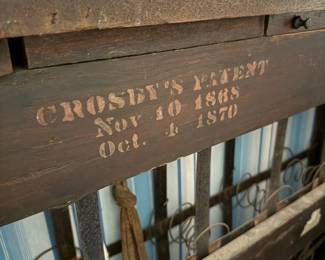 CROSBY'S PATENT
Nov 10 1868
Oct. 4 1870